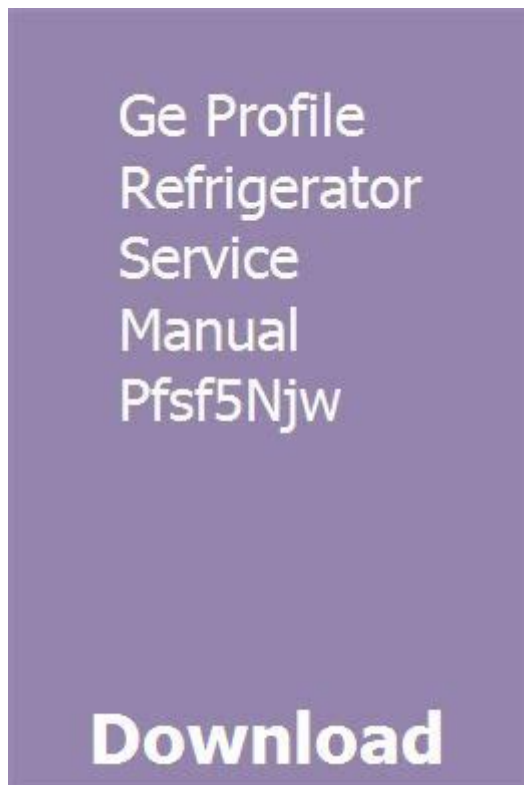 Ge Profile
Refrigerator
Service
Manual
Pfsf5Njw
Download